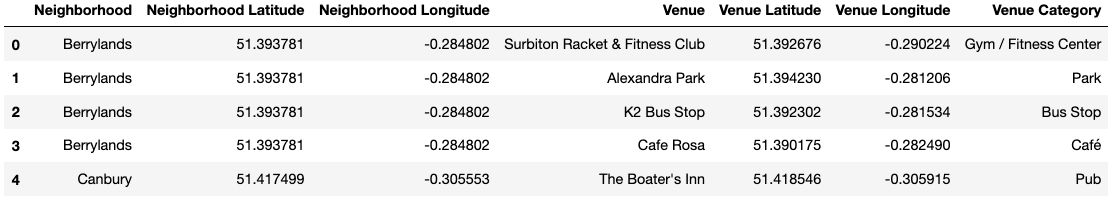 Neighborhood Neighborhood Latitude Neighborhood Longitude Venue Venue Latitude Venue Longitude Venue Category
0 Berrylands 51.393781 -0.284802 Surbiton Racket & Fitness Club 51.392676 -0.290224 Gym / Fitness Center
1 Berrylands 51.393781 -0.284802 Alexandra Park 51.394230 -0.281206 Park
2 Berrylands 51.393781 -0.284802 K2 Bus Stop 51.392302 -0.281534 Bus Stop
3 Berrylands 51.393781 -0.284802 Cafe Rosa 51.390175 -0.282490 Café
4 Canbury 51.417499 -0.305553 The Boater's Inn 51.418546 -0.305915 Pub